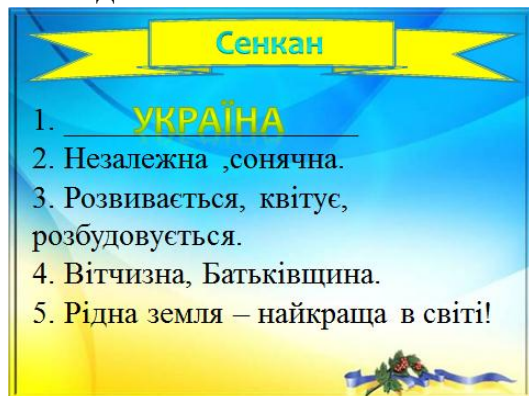 Сенкан
1. УКРАЇНА
2. Незалежна ,сонячна.
3. Розвивається, квітує,
розбудовується.
4. Вітчизна, Батьківщина.
5. Рідна земля – найкраща в світі!